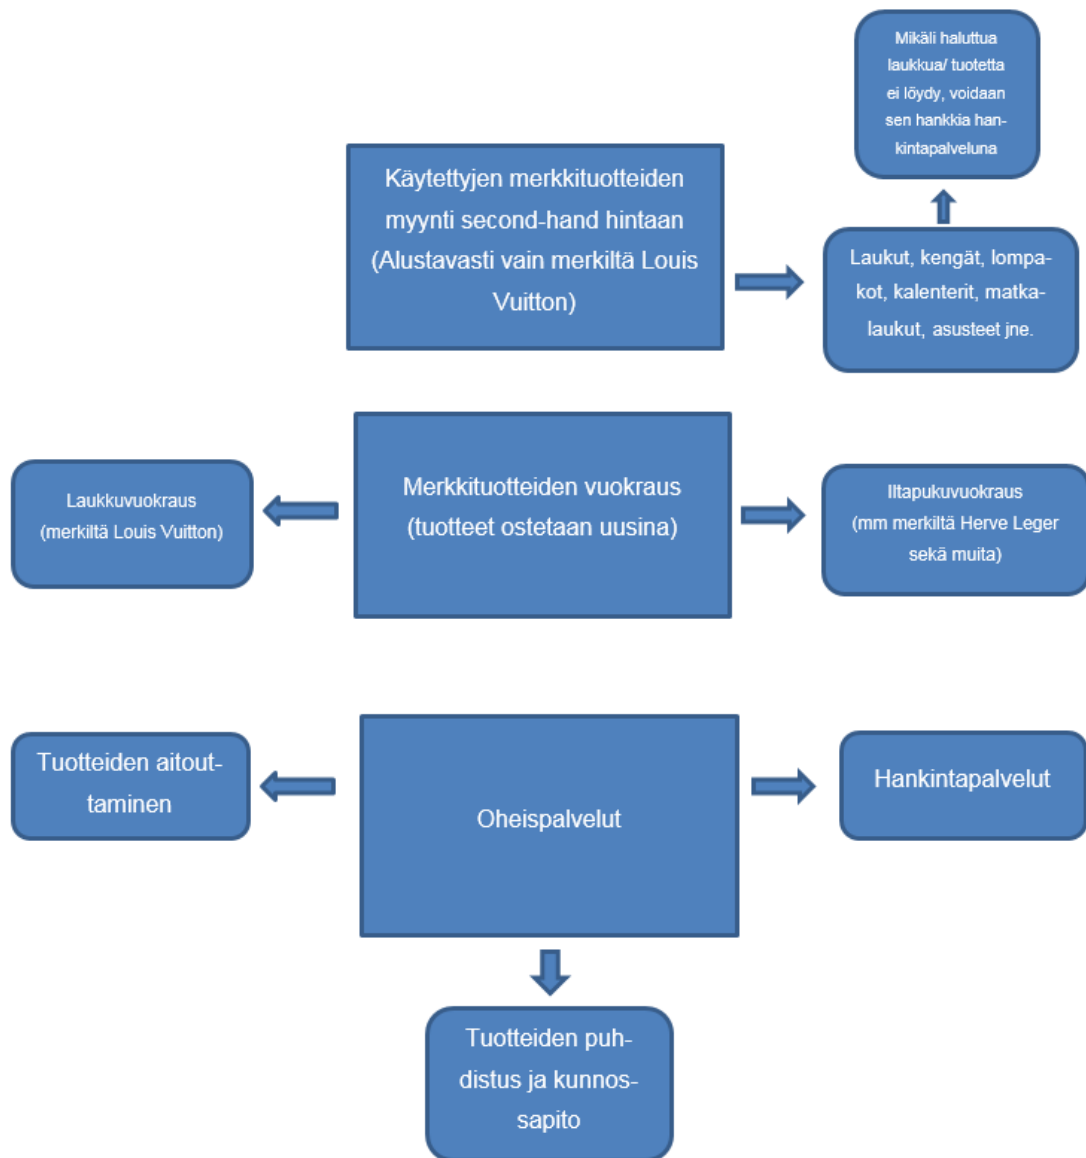 Mikäli haluttua
laukkua/ tuotetta
ei löydy, voidaan
sen hankkia han-
kintapalveluna
Käytettyjen merkkituotteiden
myynti second-hand hintaan
(Alustavasti vain merkiltä Louis
Vuitton)
Laukut, kengät, lompa-
kot, kalenterit, matka-
laukut, asusteet jne.
Laukkuvuokraus
(merkiltä Louis Vuitton)
Merkkituotteiden vuokraus
(tuotteet ostetaan uusina)
Iltapukuvuokraus
(mm merkiltä Herve Leger
sekä muita)
Tuotteiden aitout-
taminen
Oheispalvelut
Hankintapalvelut
Tuotteiden puh-
distus ja kunnos-
sapito